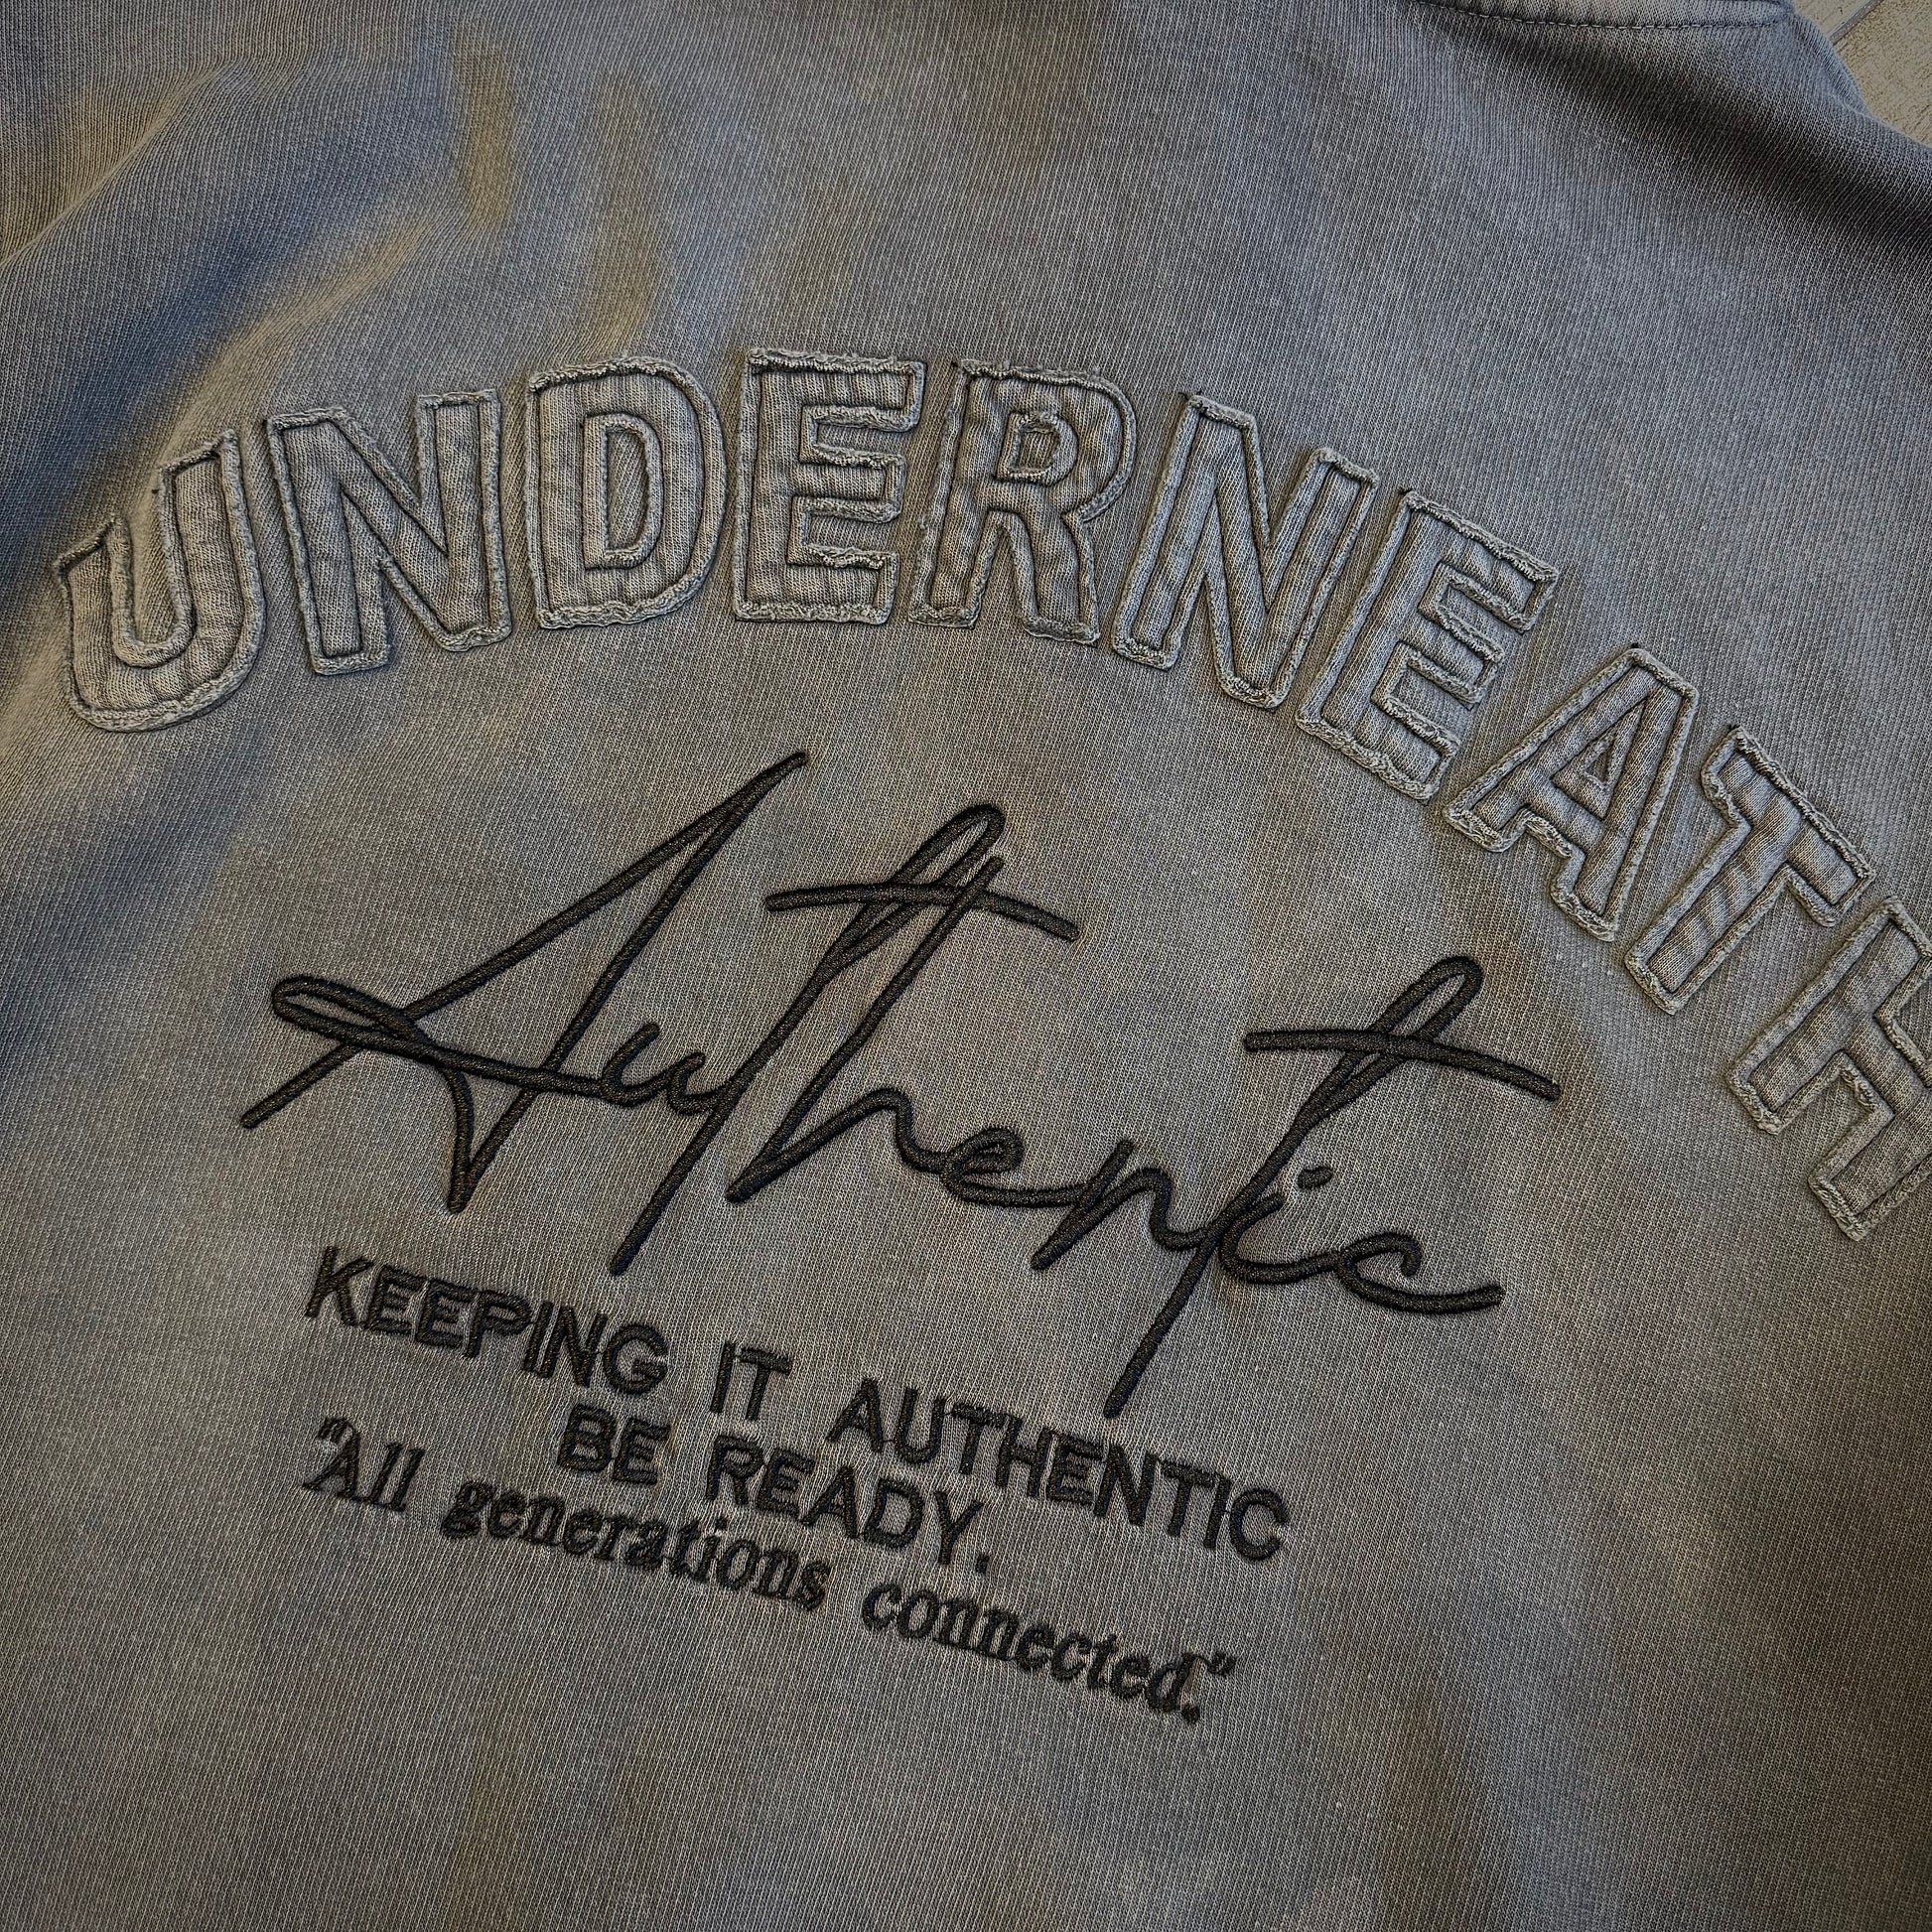 UNDERNEATH
Authentic
KEEPING IT AUTHENTIC
BE READY.
"All generations connected."